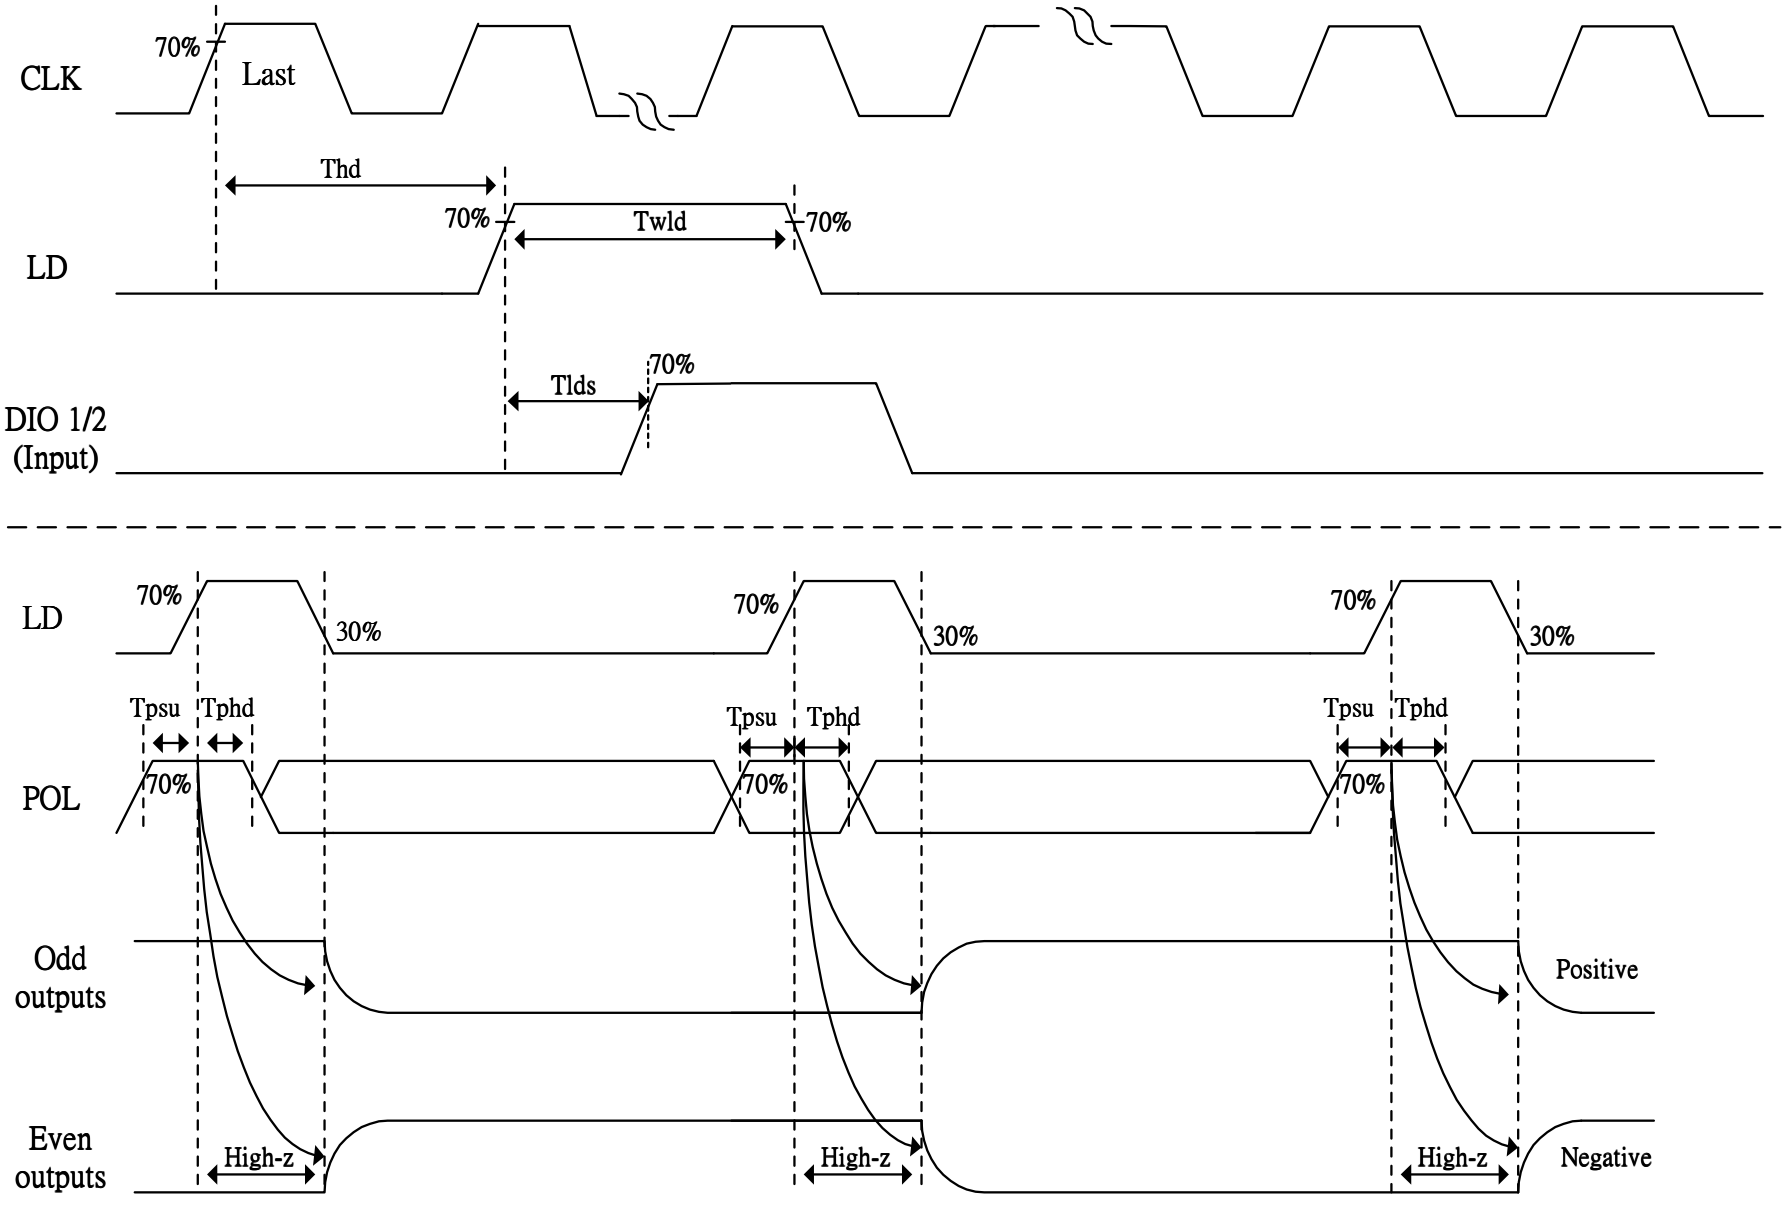 70%
CLK
Last
Thd
70%
Twld
70%
LD
70%
Tlds
DIO 1/2
(Input)
70%
30%
70%
30%
70%
30%
LD
Tpsu
Tphd
Tpsu
Tphd
Tpsu
Tphd
70%
70%
70%
POL
Odd
outputs
Positive
Even
outputs
High-z
High-z
High-z
Negative